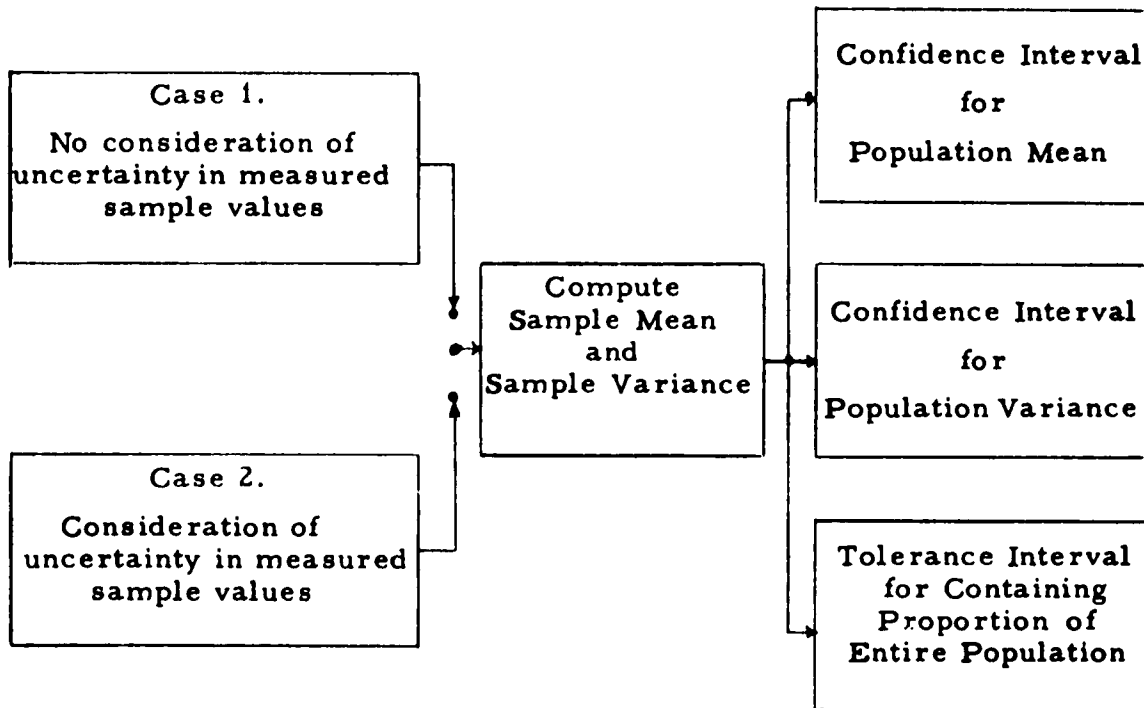 Case 1.
No consideration of
uncertainty in measured
sample values
Case 2.
Consideration of
uncertainty in measured
sample values
Compute
Sample Mean
and
Sample Variance
Confidence Interval
for
Population Mean
Confidence Interval
for
Population Variance
Tolerance Interval
for Containing
Proportion of
Entire Population